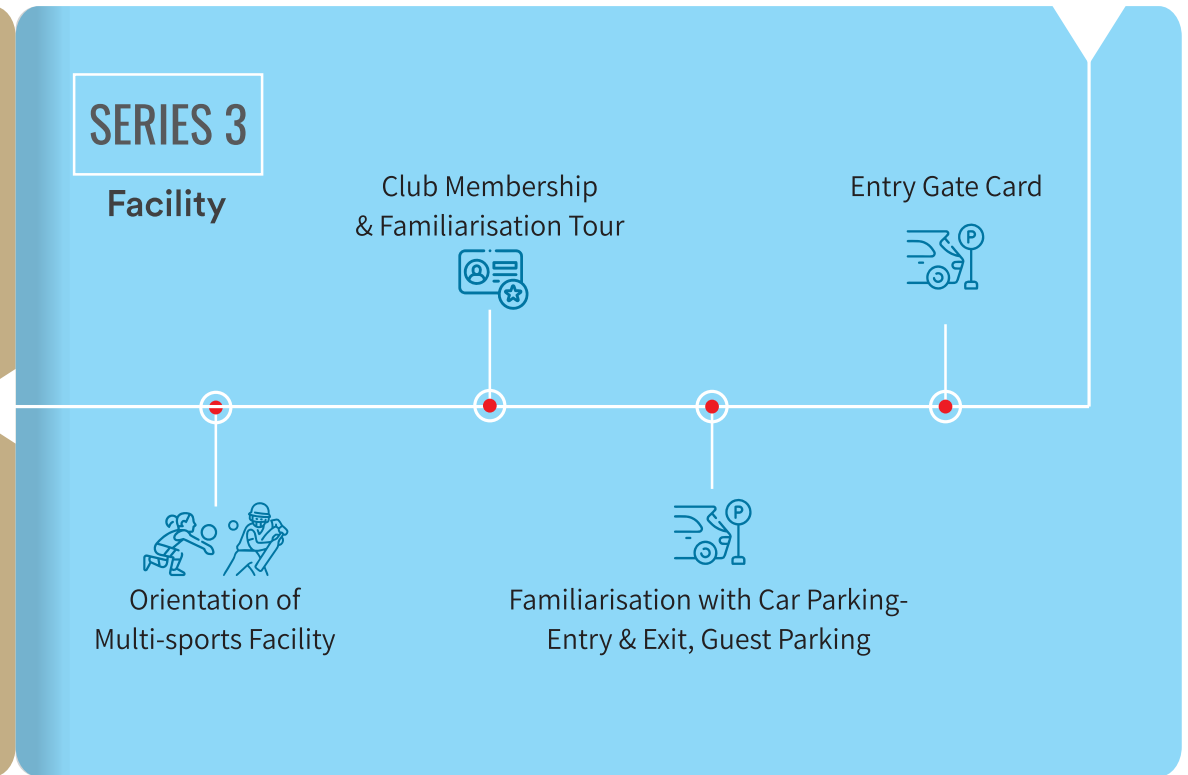 SERIES 3
Facility
Club Membership
& Familiarisation Tour
Entry Gate Card
P
P
Orientation of
Multi-sports Facility
Familiarisation with Car Parking-
Entry & Exit, Guest Parking